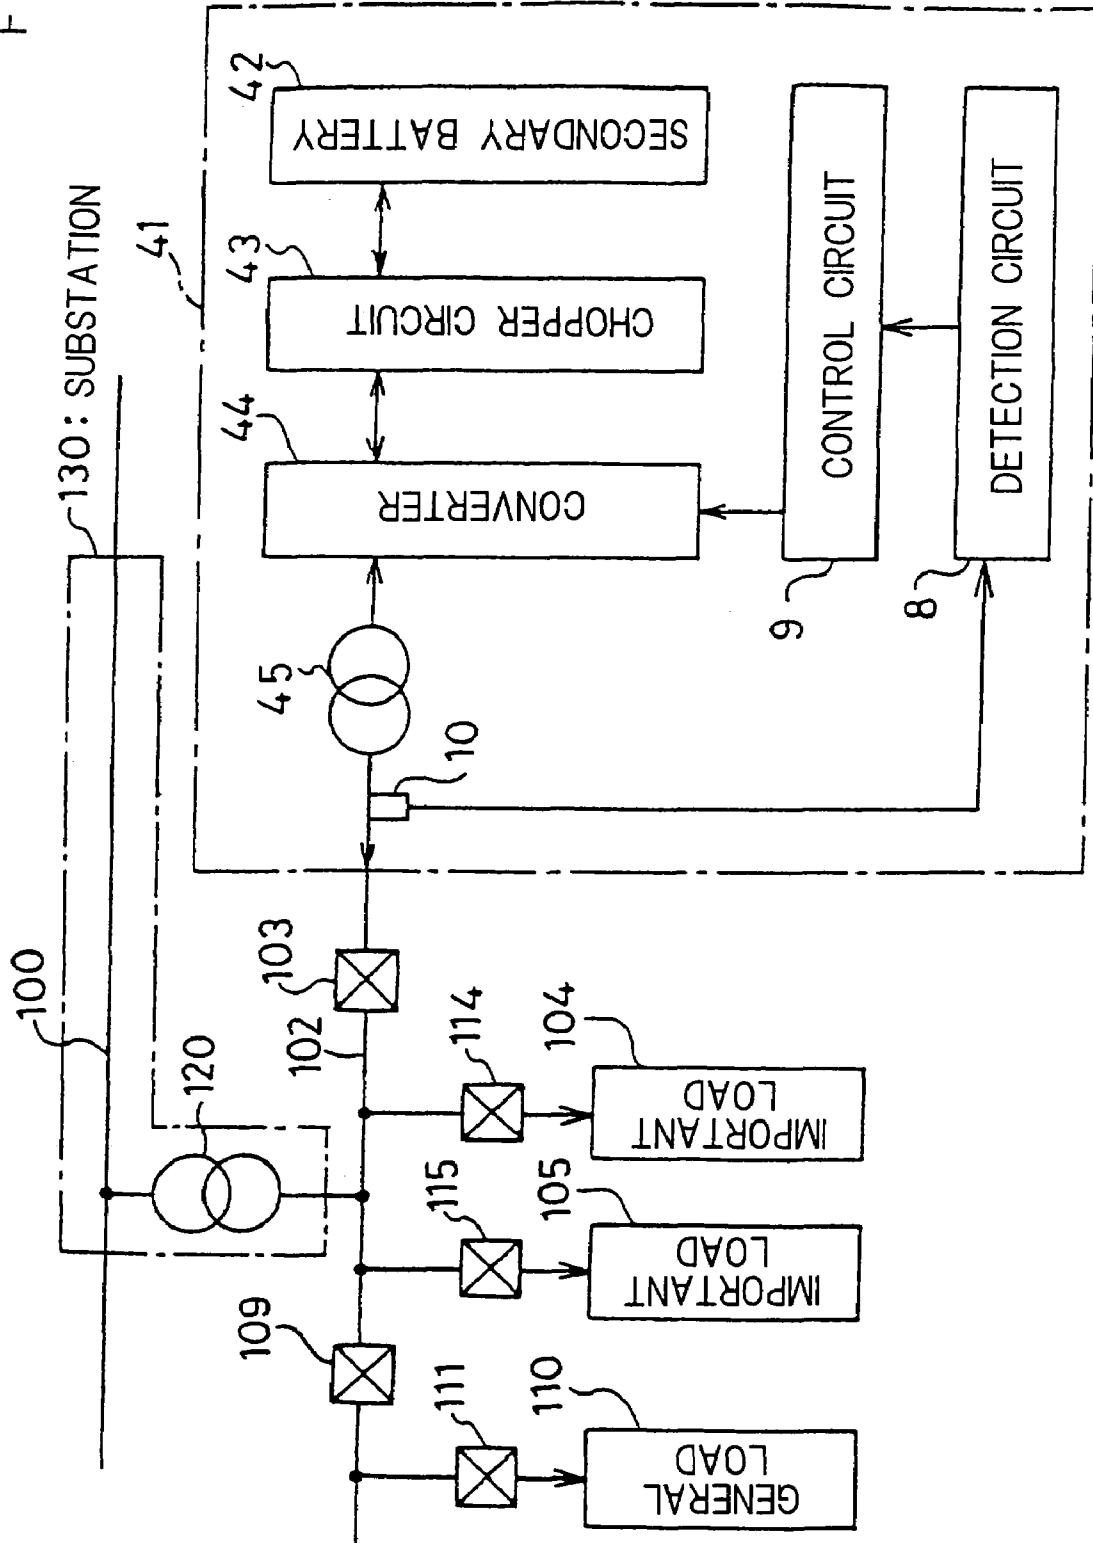 130: SUBSTATION
41
42
SECONDARY BATTERY
43
CHOPPER CIRCUIT
44
CONVERTER
45
10
CONTROL CIRCUIT
9
DETECTION CIRCUIT
8
100
120
103
102
114
104
IMPORTANT
LOAD
115
105
IMPORTANT
LOAD
109
111
110
GENERAL
LOAD